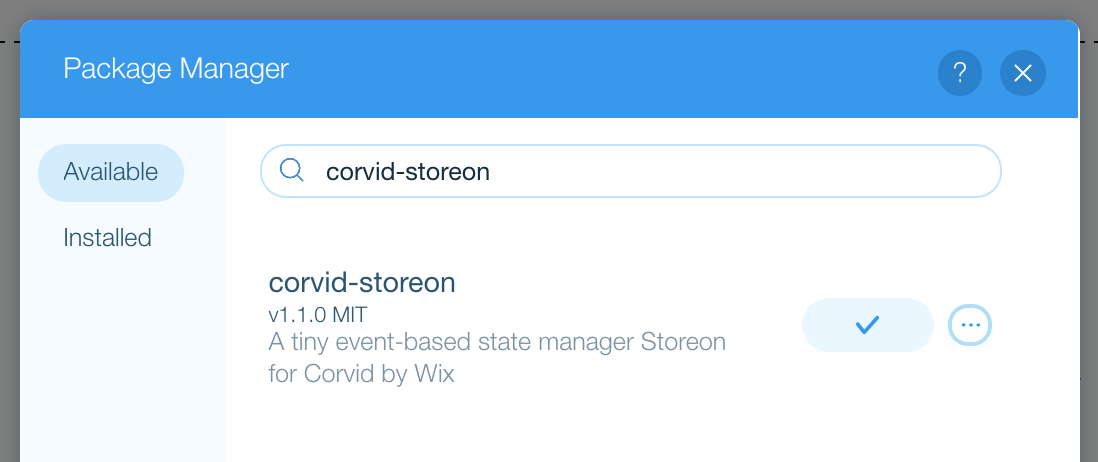 Package Manager
?
Available
Installed
corvid-storeon
corvid-storeon
v1.1.0 MIT
A tiny event-based state manager Storeon
for Corvid by Wix